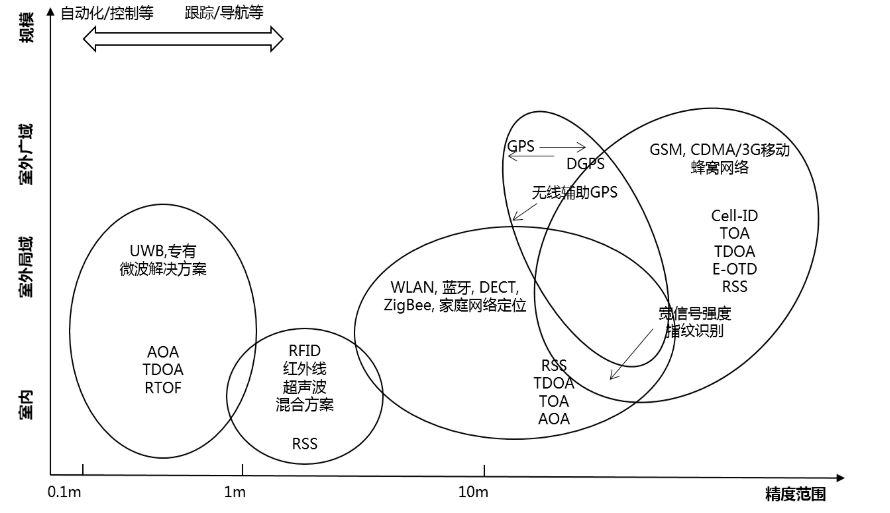 规模
自动化/控制等
跟踪/导航等
室外广域
GPS
DGPS
无线辅助GPS
GSM, CDMA/3G移动
蜂窝网络
Cell-ID
TOA
TDOA
E-OTD
RSS
室外局域
UWB,专有
微波解决方案
AOA
TDOA
RTOF
WLAN, 蓝牙, DECT,
ZigBee, 家庭网络定位
宽信号强度
指纹识别
RSS
TDOA
TOA
AOA
室内
RFID
红外线
超声波
混合方案
RSS
0.1m
1m
10m
精度范围